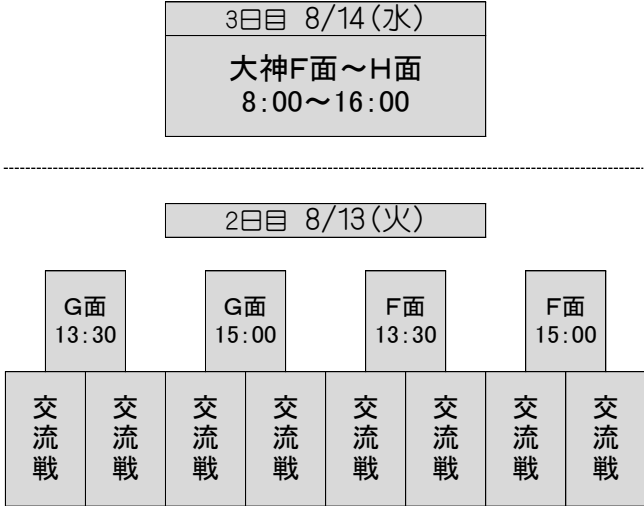 3日目 8/14(水)
大神F面～H面
8:00～16:00
2日目 8/13(火)
G面
13:30
G面
15:00
F面
13:30
F面
15:00
交流戦
交流戦
交流戦
交流戦
交流戦
交流戦
交流戦
交流戦